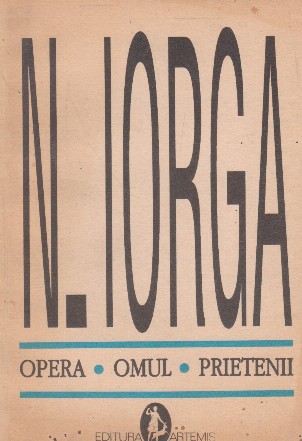 N. IORGA
OPERA • OMUL • PRIETENII
EDITURA ARTEMIS